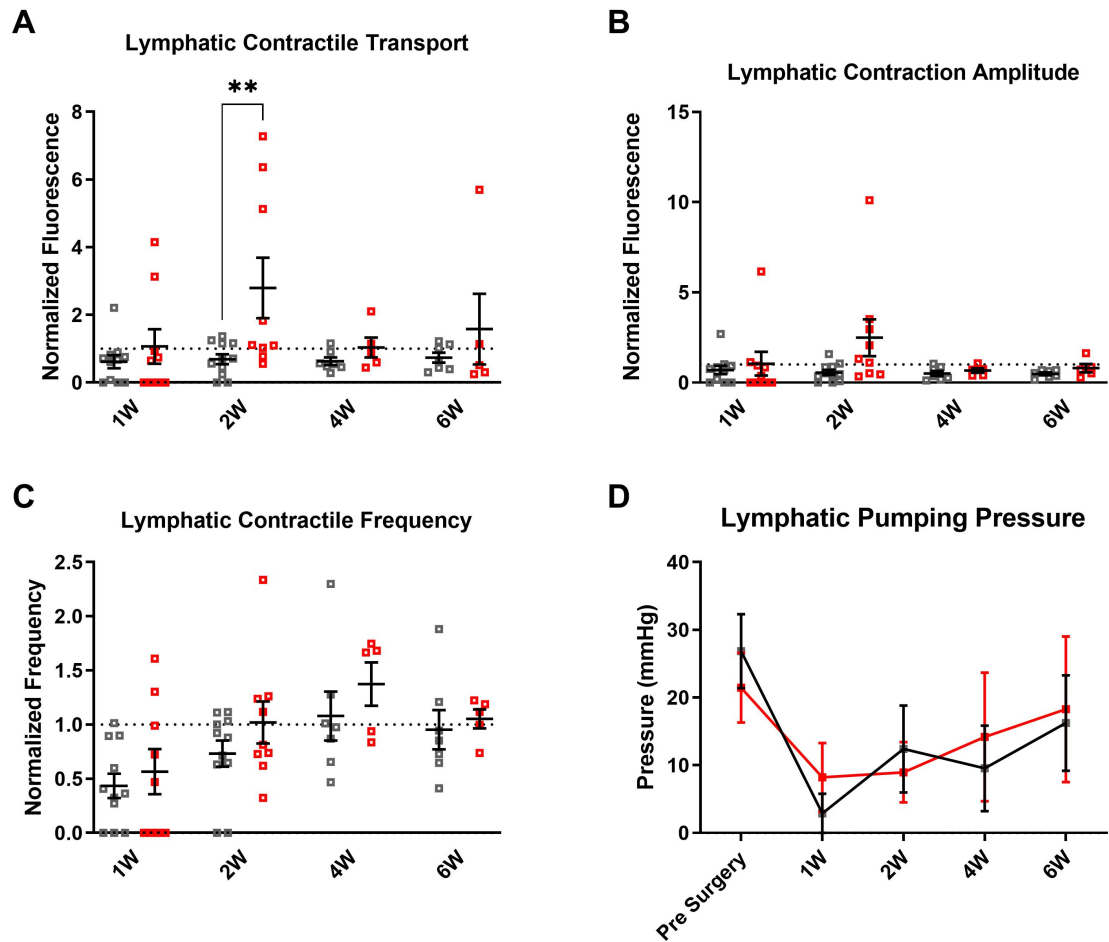 A
Lymphatic Contractile Transport
**
Normalized Fluorescence
8
6
4
2
0
1W
2W
4W
6W
B
Lymphatic Contraction Amplitude
Normalized Fluorescence
15
10
5
0
1W
2W
4W
6W
C
Lymphatic Contractile Frequency
Normalized Frequency
2.5
2.0
1.5
1.0
0.5
0.0
1W
2W
4W
6W
D
Lymphatic Pumping Pressure
Pressure (mmHg)
40
30
20
10
0
Pre Surgery
1W
2W
4W
6W